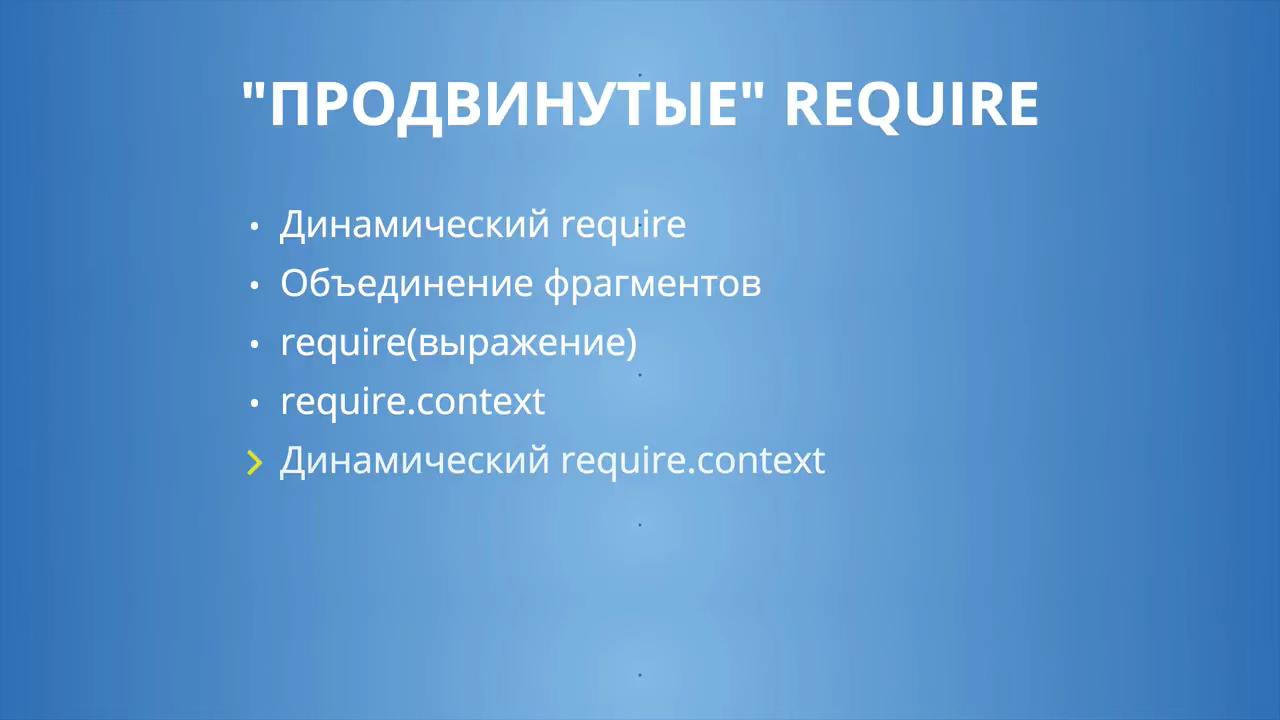 "ПРОДВИНУТЫЕ" REQUIRE
Динамический require
Объединение фрагментов
require(выражение)
require.context
Динамический require.context